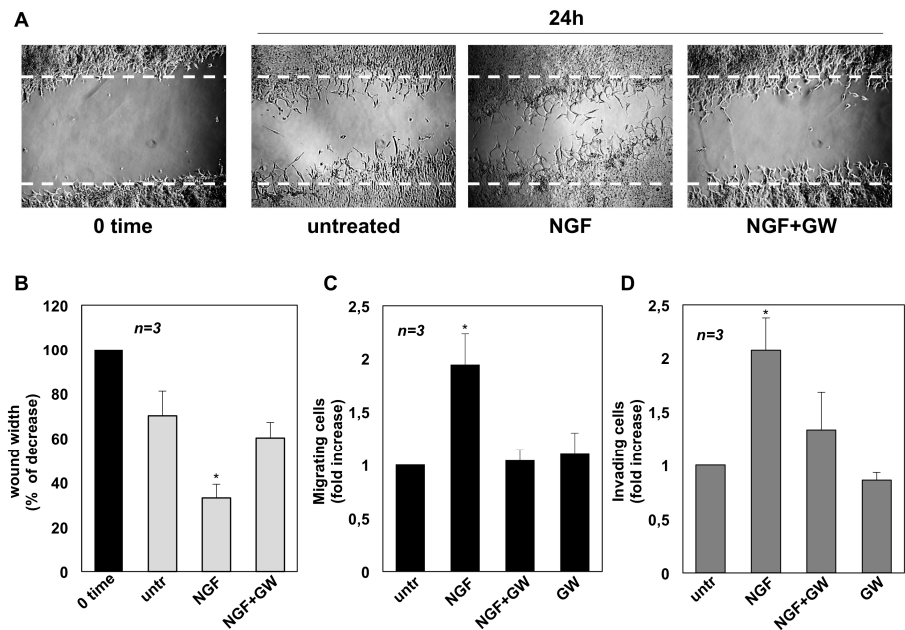 A
24h
0 time
untreated
NGF
NGF+GW
B
120
100
80
60
40
20
0
wound width
(% of decrease)
n=3
*
0 time
untr
NGF
NGF+GW
C
2,5
2
1,5
1
0,5
0
Migrating cells
(fold increase)
n=3
*
untr
NGF
NGF+GW
GW
D
2,5
2
1,5
1
0,5
0
Invading cells
(fold increase)
n=3
*
untr
NGF
NGF+GW
GW